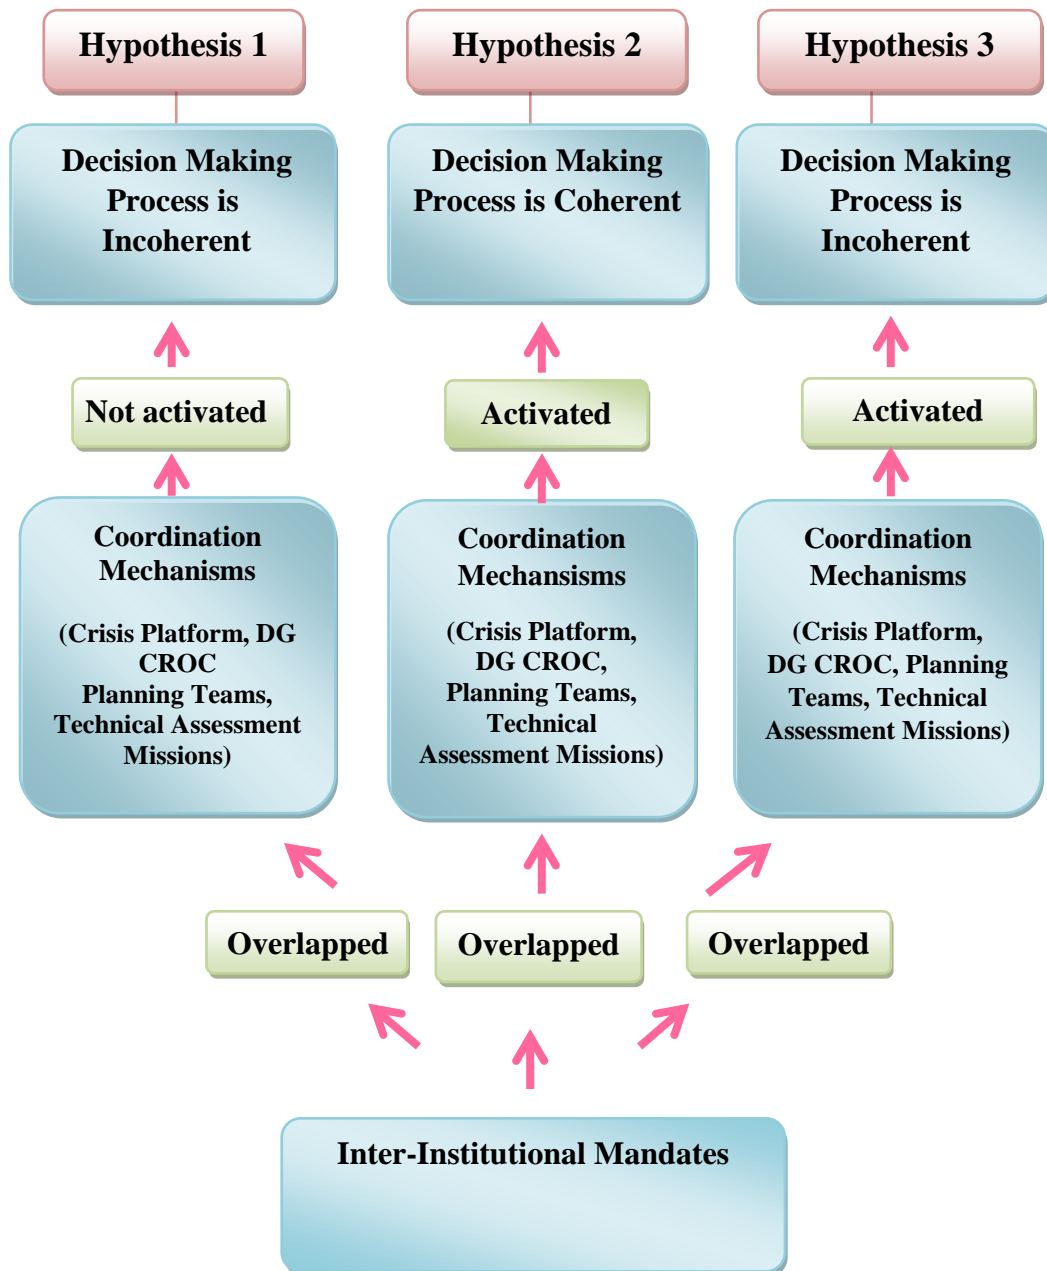 Hypothesis 1
Hypothesis 2
Hypothesis 3
Decision Making
Process is
Incoherent
Decision Making
Process is Coherent
Decision Making
Process is
Incoherent
Not activated
Activated
Activated
Coordination
Mechanisms
(Crisis Platform, DG
CROC
Planning Teams,
Technical Assessment
Missions)
Coordination
Mechansisms
(Crisis Platform,
DG CROC,
Planning Teams,
Technical
Assessment Missions)
Coordination
Mechanisms
(Crisis Platform,
DG CROC, Planning
Teams, Technical
Assessment Missions)
Overlapped
Overlapped
Overlapped
Inter-Institutional Mandates